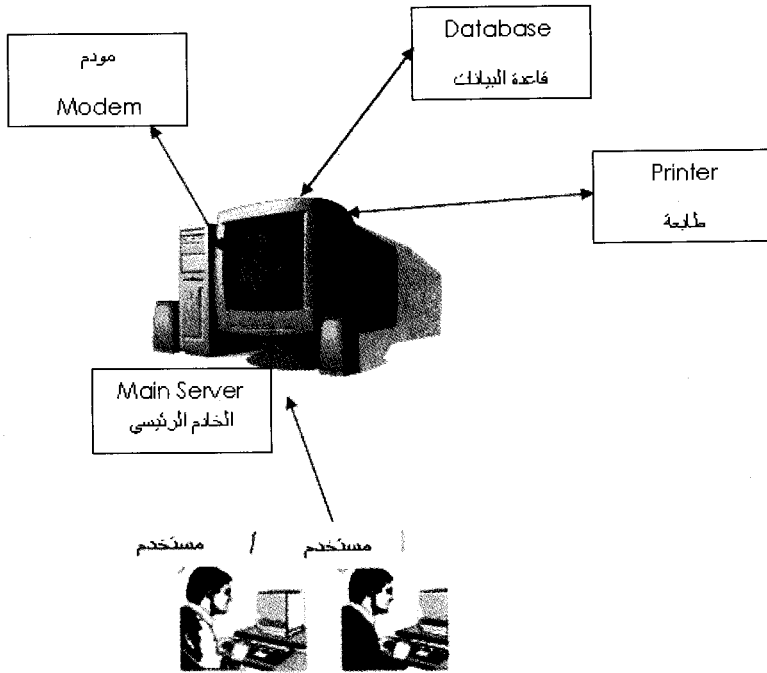 Database
قاعدة البيانات
مودم
Modem
Printer
طابعة
Main Server
الخادم الرئيسي
مستخدم / مستخدم